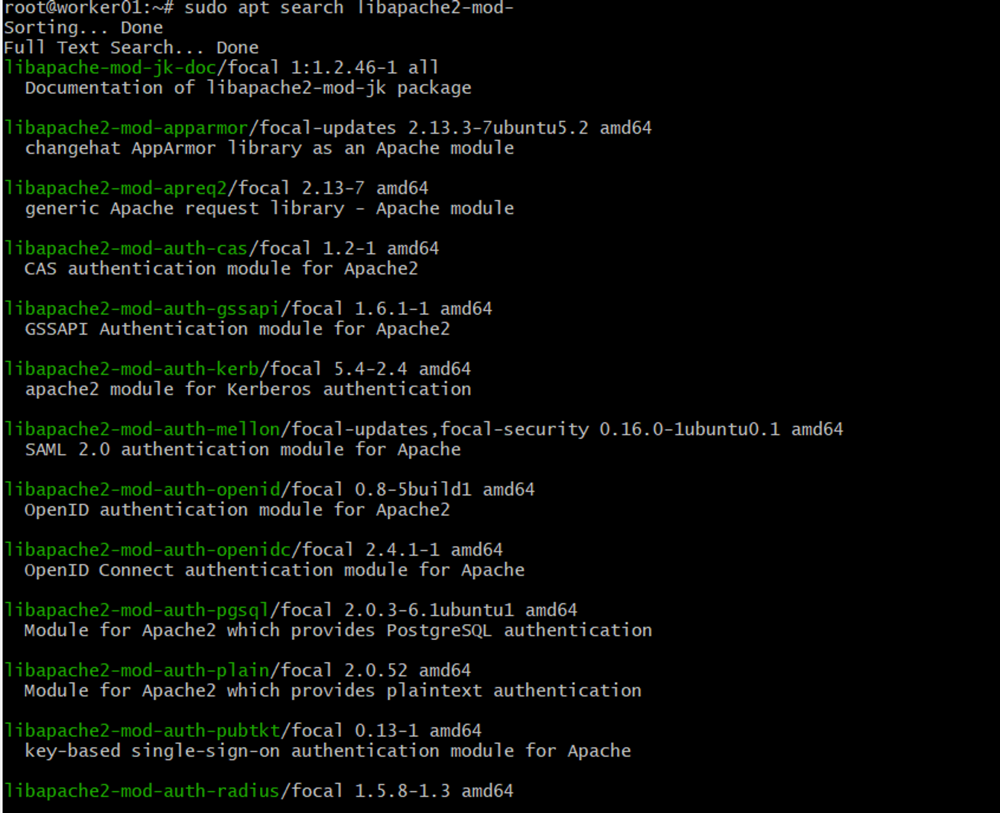 root@worker01:~# sudo apt search libapache2-mod-
Sorting... Done
Full Text Search... Done
libapache-mod-jk-doc/focal 1:1.2.46-1 all
  Documentation of libapache2-mod-jk package

libapache2-mod-apparmor/focal-updates 2.13.3-7ubuntu5.2 amd64
  changehat AppArmor library as an Apache module

libapache2-mod-apreq2/focal 2.13-7 amd64
  generic Apache request library - Apache module

libapache2-mod-auth-cas/focal 1.2-1 amd64
  CAS authentication module for Apache2

libapache2-mod-auth-gssapi/focal 1.6.1-1 amd64
  GSSAPI Authentication module for Apache2

libapache2-mod-auth-kerb/focal 5.4-2.4 amd64
  apache2 module for Kerberos authentication

libapache2-mod-auth-mellon/focal-updates,focal-security 0.16.0-1ubuntu0.1 amd64
  SAML 2.0 authentication module for Apache

libapache2-mod-auth-openid/focal 0.8-5build1 amd64
  OpenID authentication module for Apache2

libapache2-mod-auth-openidc/focal 2.4.1-1 amd64
  OpenID Connect authentication module for Apache

libapache2-mod-auth-pgsql/focal 2.0.3-6.1ubuntu1 amd64
  Module for Apache2 which provides PostgreSQL authentication

libapache2-mod-auth-plain/focal 2.0.52 amd64
  Module for Apache2 which provides plaintext authentication

libapache2-mod-auth-pubtkt/focal 0.13-1 amd64
  key-based single-sign-on authentication module for Apache

libapache2-mod-auth-radius/focal 1.5.8-1.3 amd64